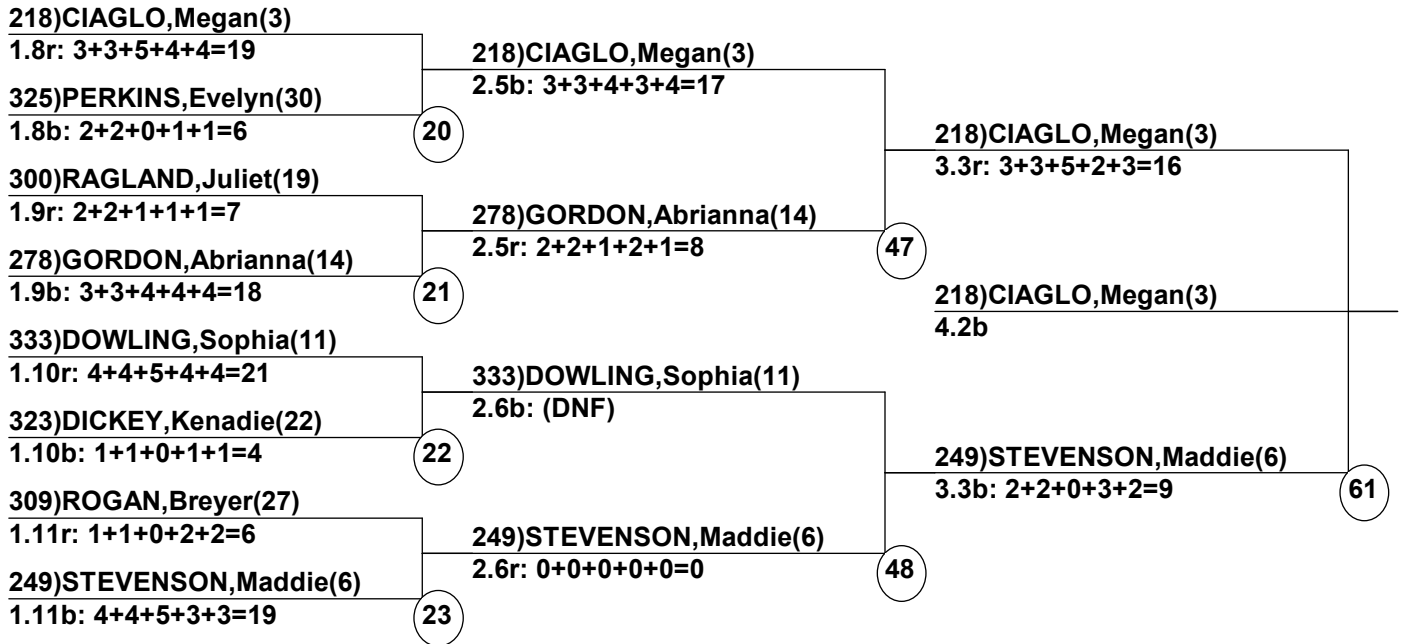 218)CIAGLO,Megan(3)
1.8r: 3+3+5+4+4=19
325)PERKINS,Evelyn(30)
1.8b: 2+2+0+1+1=6
20
300)RAGLAND,Juliet(19)
1.9r: 2+2+1+1+1=7
278)GORDON,Abrianna(14)
1.9b: 3+3+4+4+4=18
21
333)DOWLING,Sophia(11)
1.10r: 4+4+5+4+4=21
323)DICKEY,Kenadie(22)
1.10b: 1+1+0+1+1=4
22
309)ROGAN,Breyer(27)
1.11r: 1+1+0+2+2=6
249)STEVENSON,Maddie(6)
1.11b: 4+4+5+3+3=19
23
218)CIAGLO,Megan(3)
2.5b: 3+3+4+3+4=17
278)GORDON,Abrianna(14)
2.5r: 2+2+1+2+1=8
47
333)DOWLING,Sophia(11)
2.6b: (DNF)
249)STEVENSON,Maddie(6)
2.6r: 0+0+0+0+0=0
48
218)CIAGLO,Megan(3)
3.3r: 3+3+5+2+3=16
218)CIAGLO,Megan(3)
4.2b
249)STEVENSON,Maddie(6)
3.3b: 2+2+0+3+2=9
61